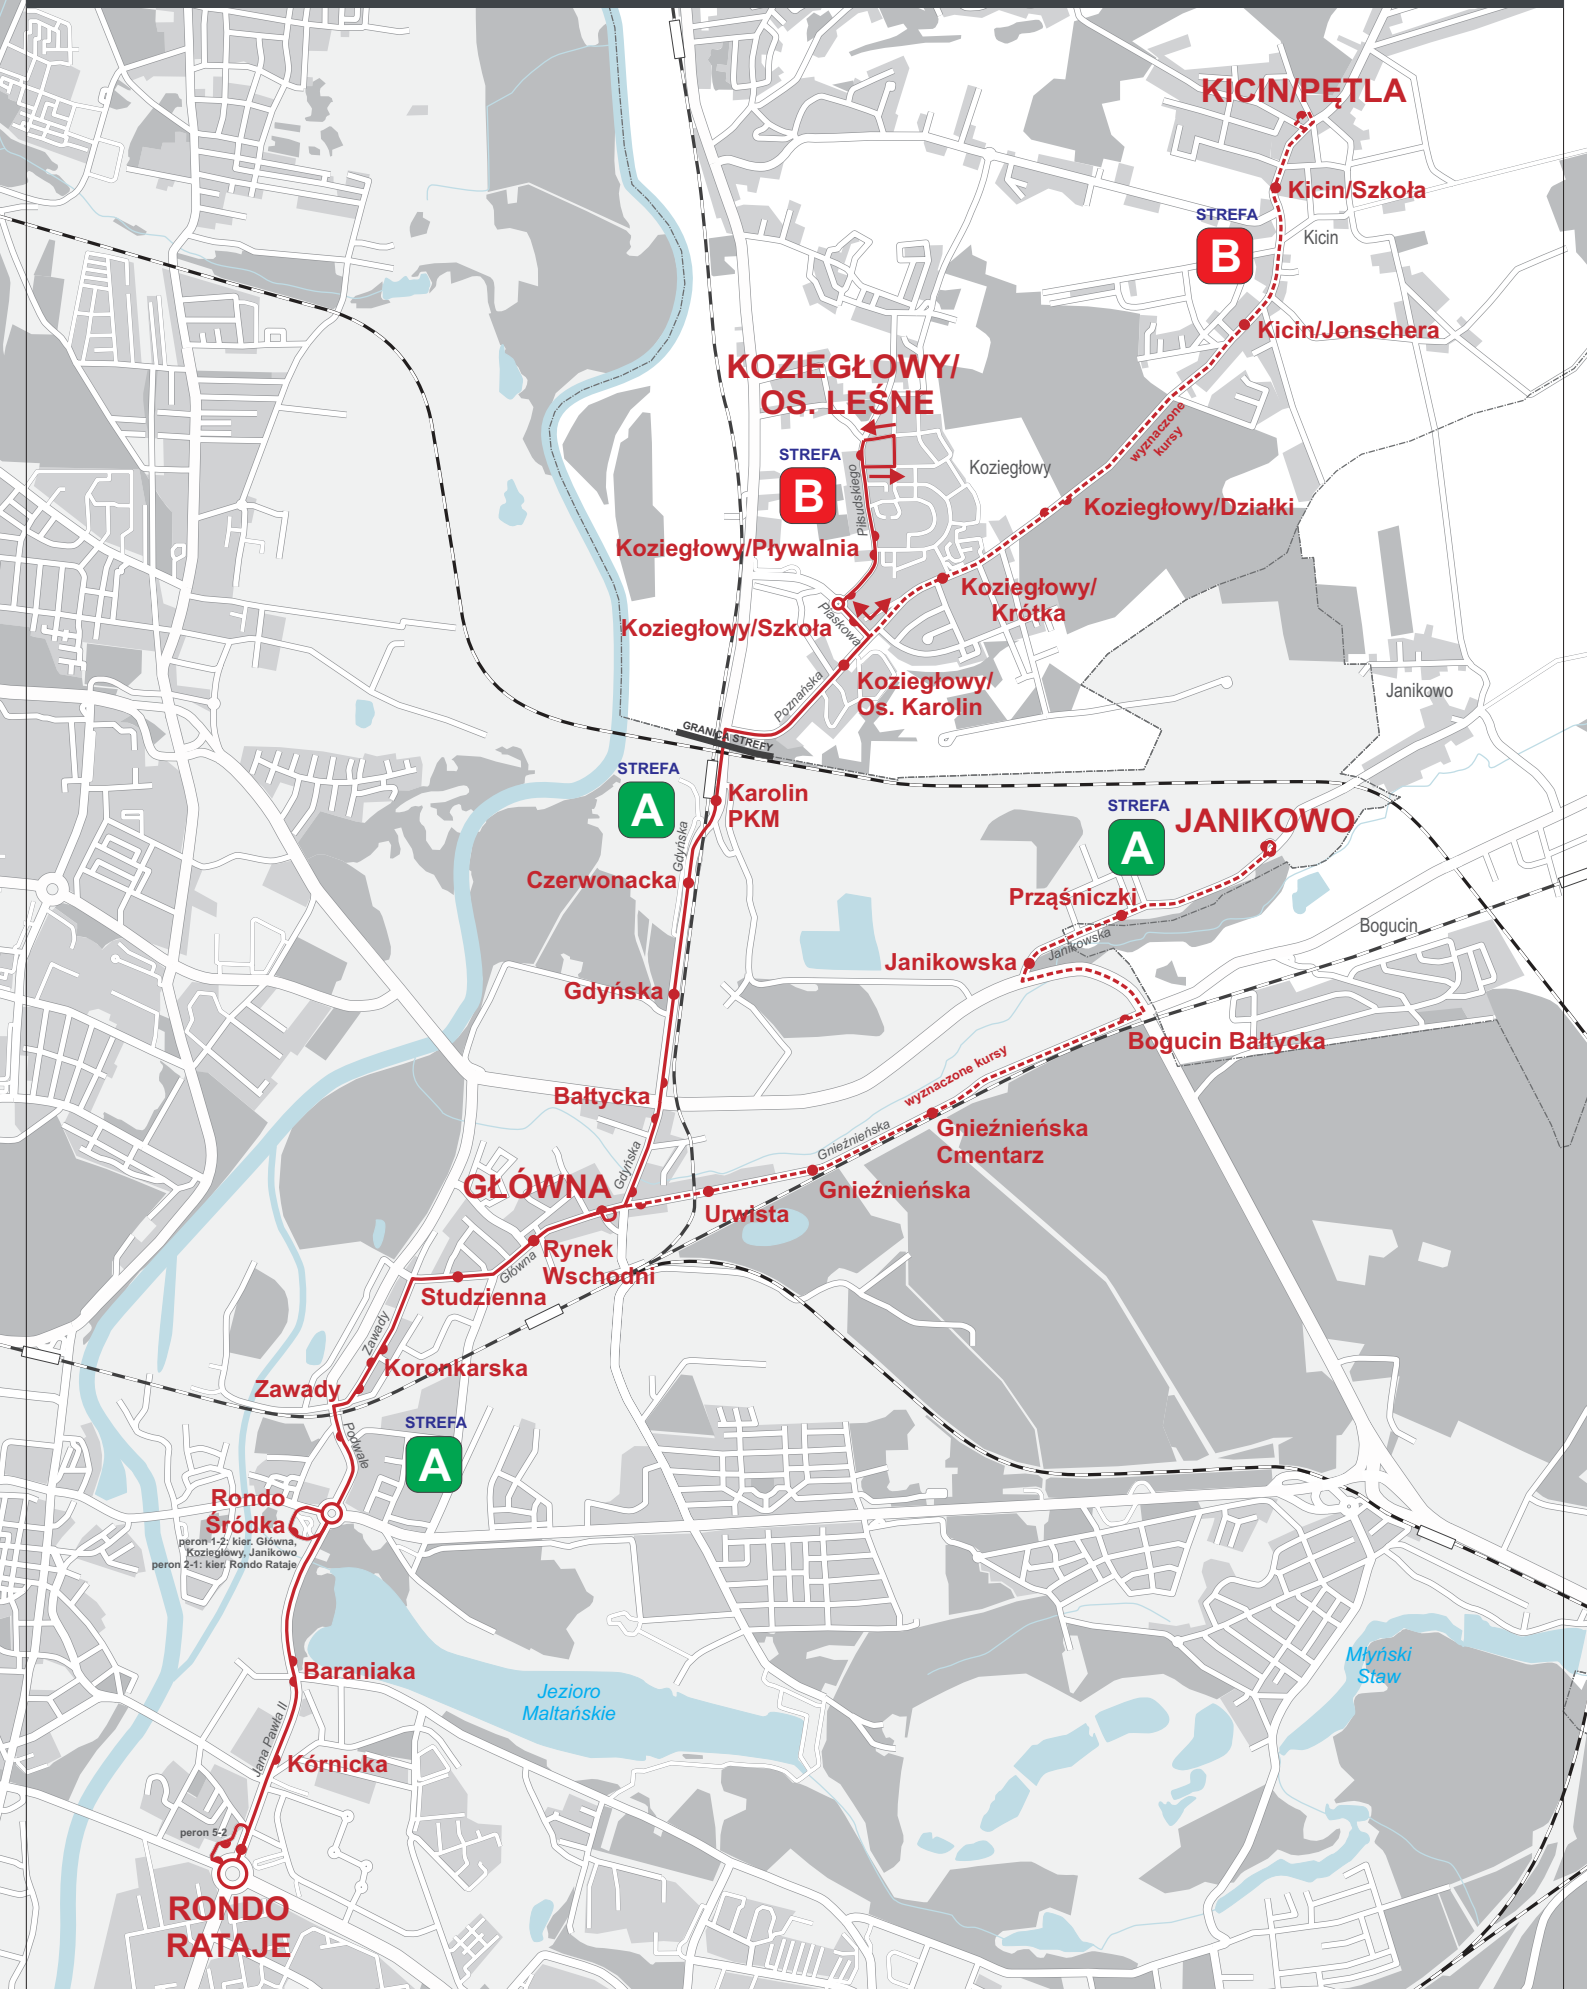 KICIN/PĘTLA
Kicin/Szkoła
STREFA
B
Kicin
Kicin/Jonschera
KOZIEGŁOWY/
OS. LEŚNE
wyznaczone
kursy
STREFA
B
Piłsudskiego
Koziegłowy
Koziegłowy/Działki
Koziegłowy/Pływalnia
Koziegłowy/
Krótka
Piaskowa
Koziegłowy/Szkoła
Koziegłowy/
Os. Karolin
Poznańska
Janikowo
GRANICA STREFY
STREFA
A
Karolin
PKM
STREFA
A
JANIKOWO
Gdyńska
Czerwonacka
Prząśniczki
Bogucin
Janikowska
Janikowska
Gdyńska
Bogucin Bałtycka
wyznaczone kursy
Bałtycka
Gnieźnieńska
Cmentarz
Gnieźnieńska
Gdyńska
GŁÓWNA
Gnieźnieńska
Urwista
Rynek
Wschodni
Główna
Studzienna
Zawady
Koronkarska
Zawady
STREFA
A
Podwale
Rondo
Śródka
peron 1-2: kier. Główna,
Koziegłowy, Janikowo
peron 2-1: kier. Rondo Rataje
Baraniaka
Jezioro
Maltańskie
Młyński
Staw
Jana Pawła II
Kórnicka
peron 5-2
RONDO
RATAJE